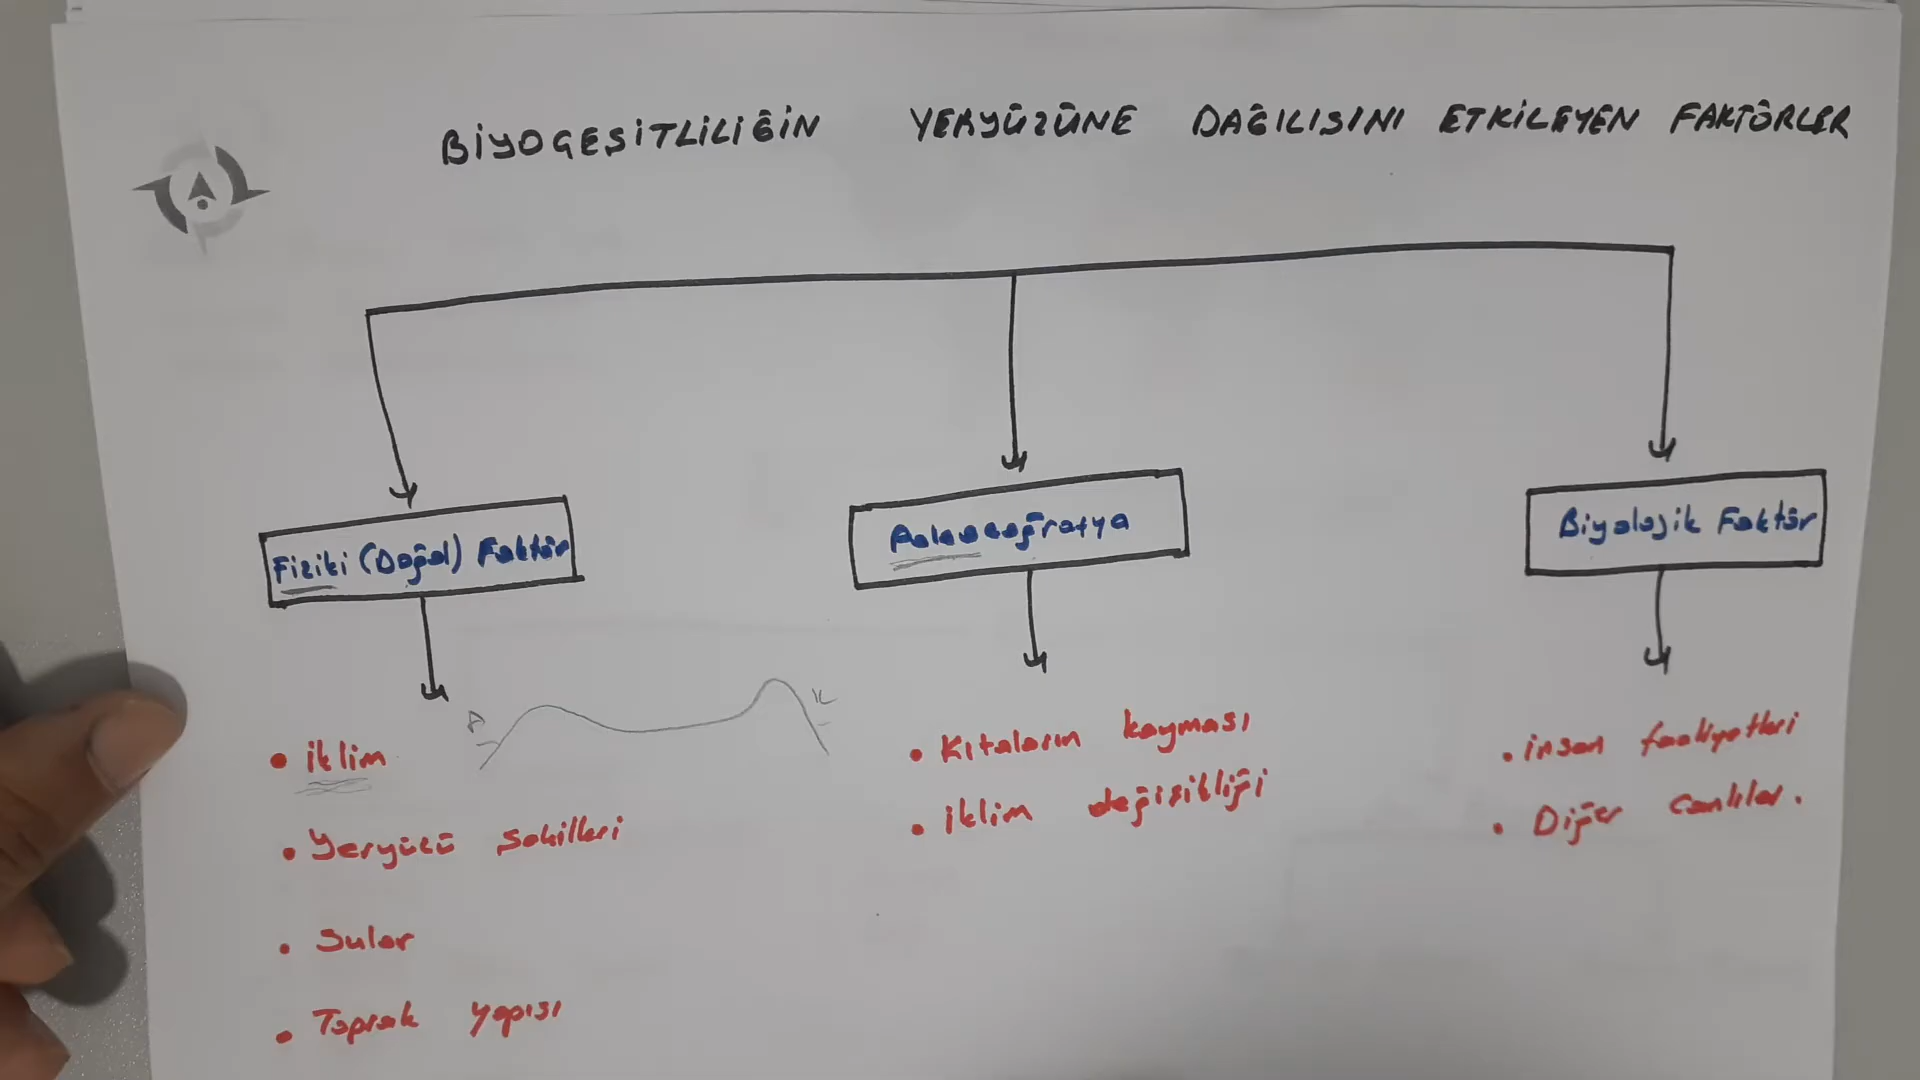 BİYOÇEŞİTLİLİĞİN YERYÜZÜNE DAĞILIŞINI ETKİLEYEN FAKTÖRLER
Fiziki (Doğal) Faktör
Paleocoğrafya
Biyolojik Faktör
• iklim
• Yeryüzü şekilleri
• Sular
• Toprak yapısı
• Kıtaların kayması
• iklim değişikliği
• insan faaliyetleri
• Diğer canlılar.